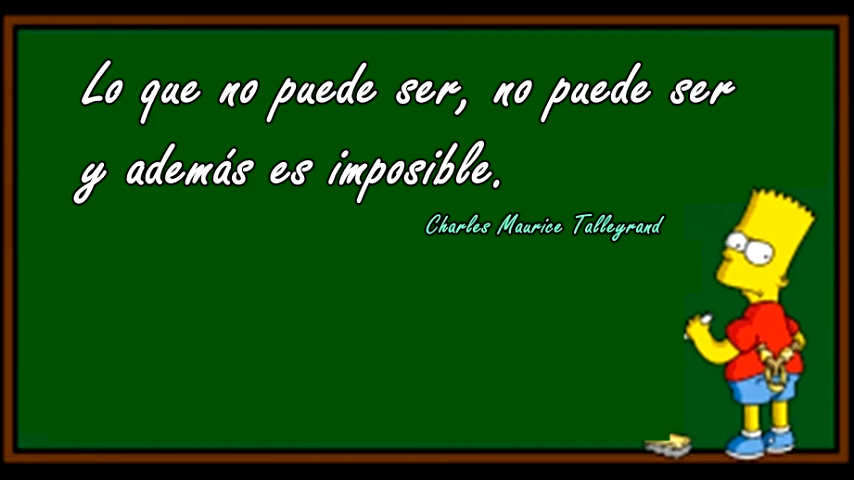 Lo que no puede ser, no puede ser
y además es imposible.
Charles Maurice Talleyrand